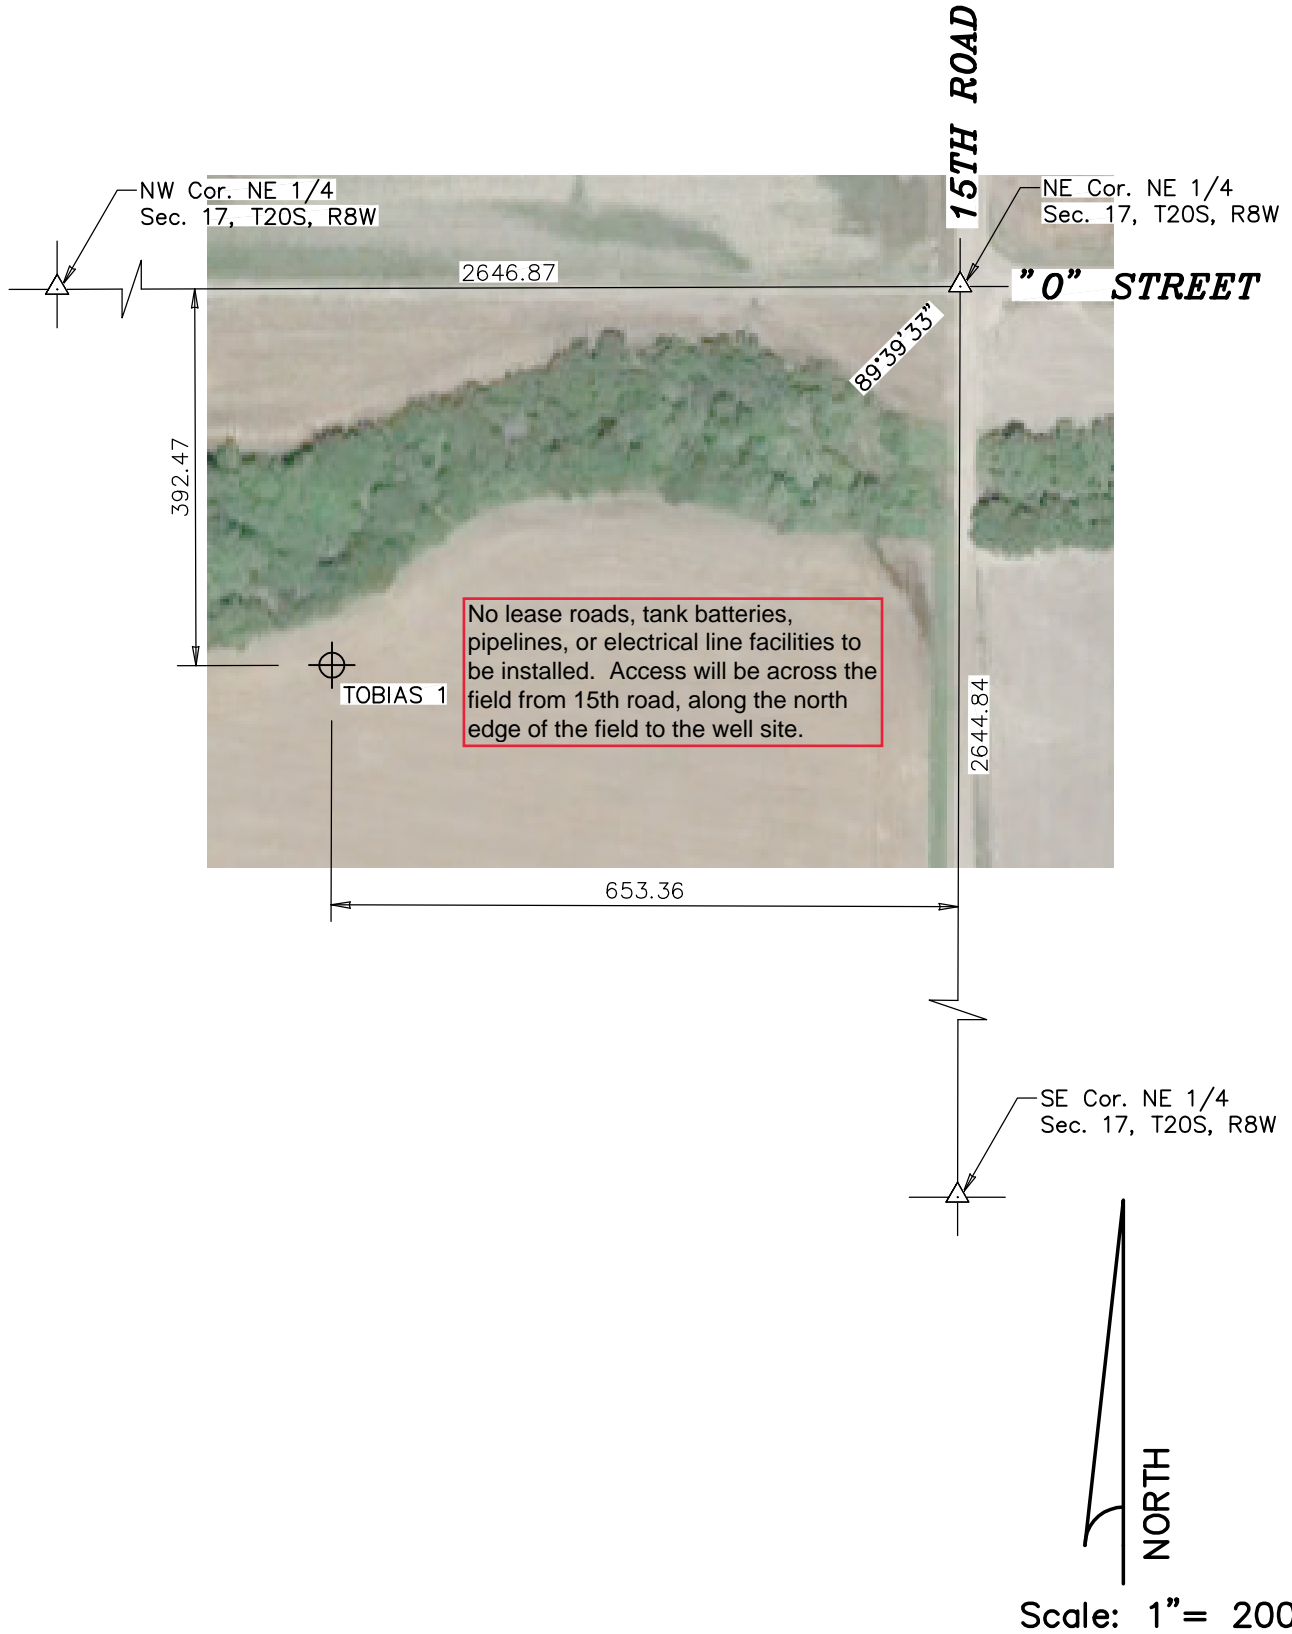 15TH ROAD
NW Cor. NE 1/4
Sec. 17, T20S, R8W
NE Cor. NE 1/4
Sec. 17, T20S, R8W
2646.87
"O" STREET
89°39'33"
392.47
No lease roads, tank batteries,
pipelines, or electrical line facilities to
be installed.  Access will be across the
field from 15th road, along the north
edge of the field to the well site.
TOBIAS 1
2644.84
653.36
SE Cor. NE 1/4
Sec. 17, T20S, R8W
NORTH
Scale: 1"= 200